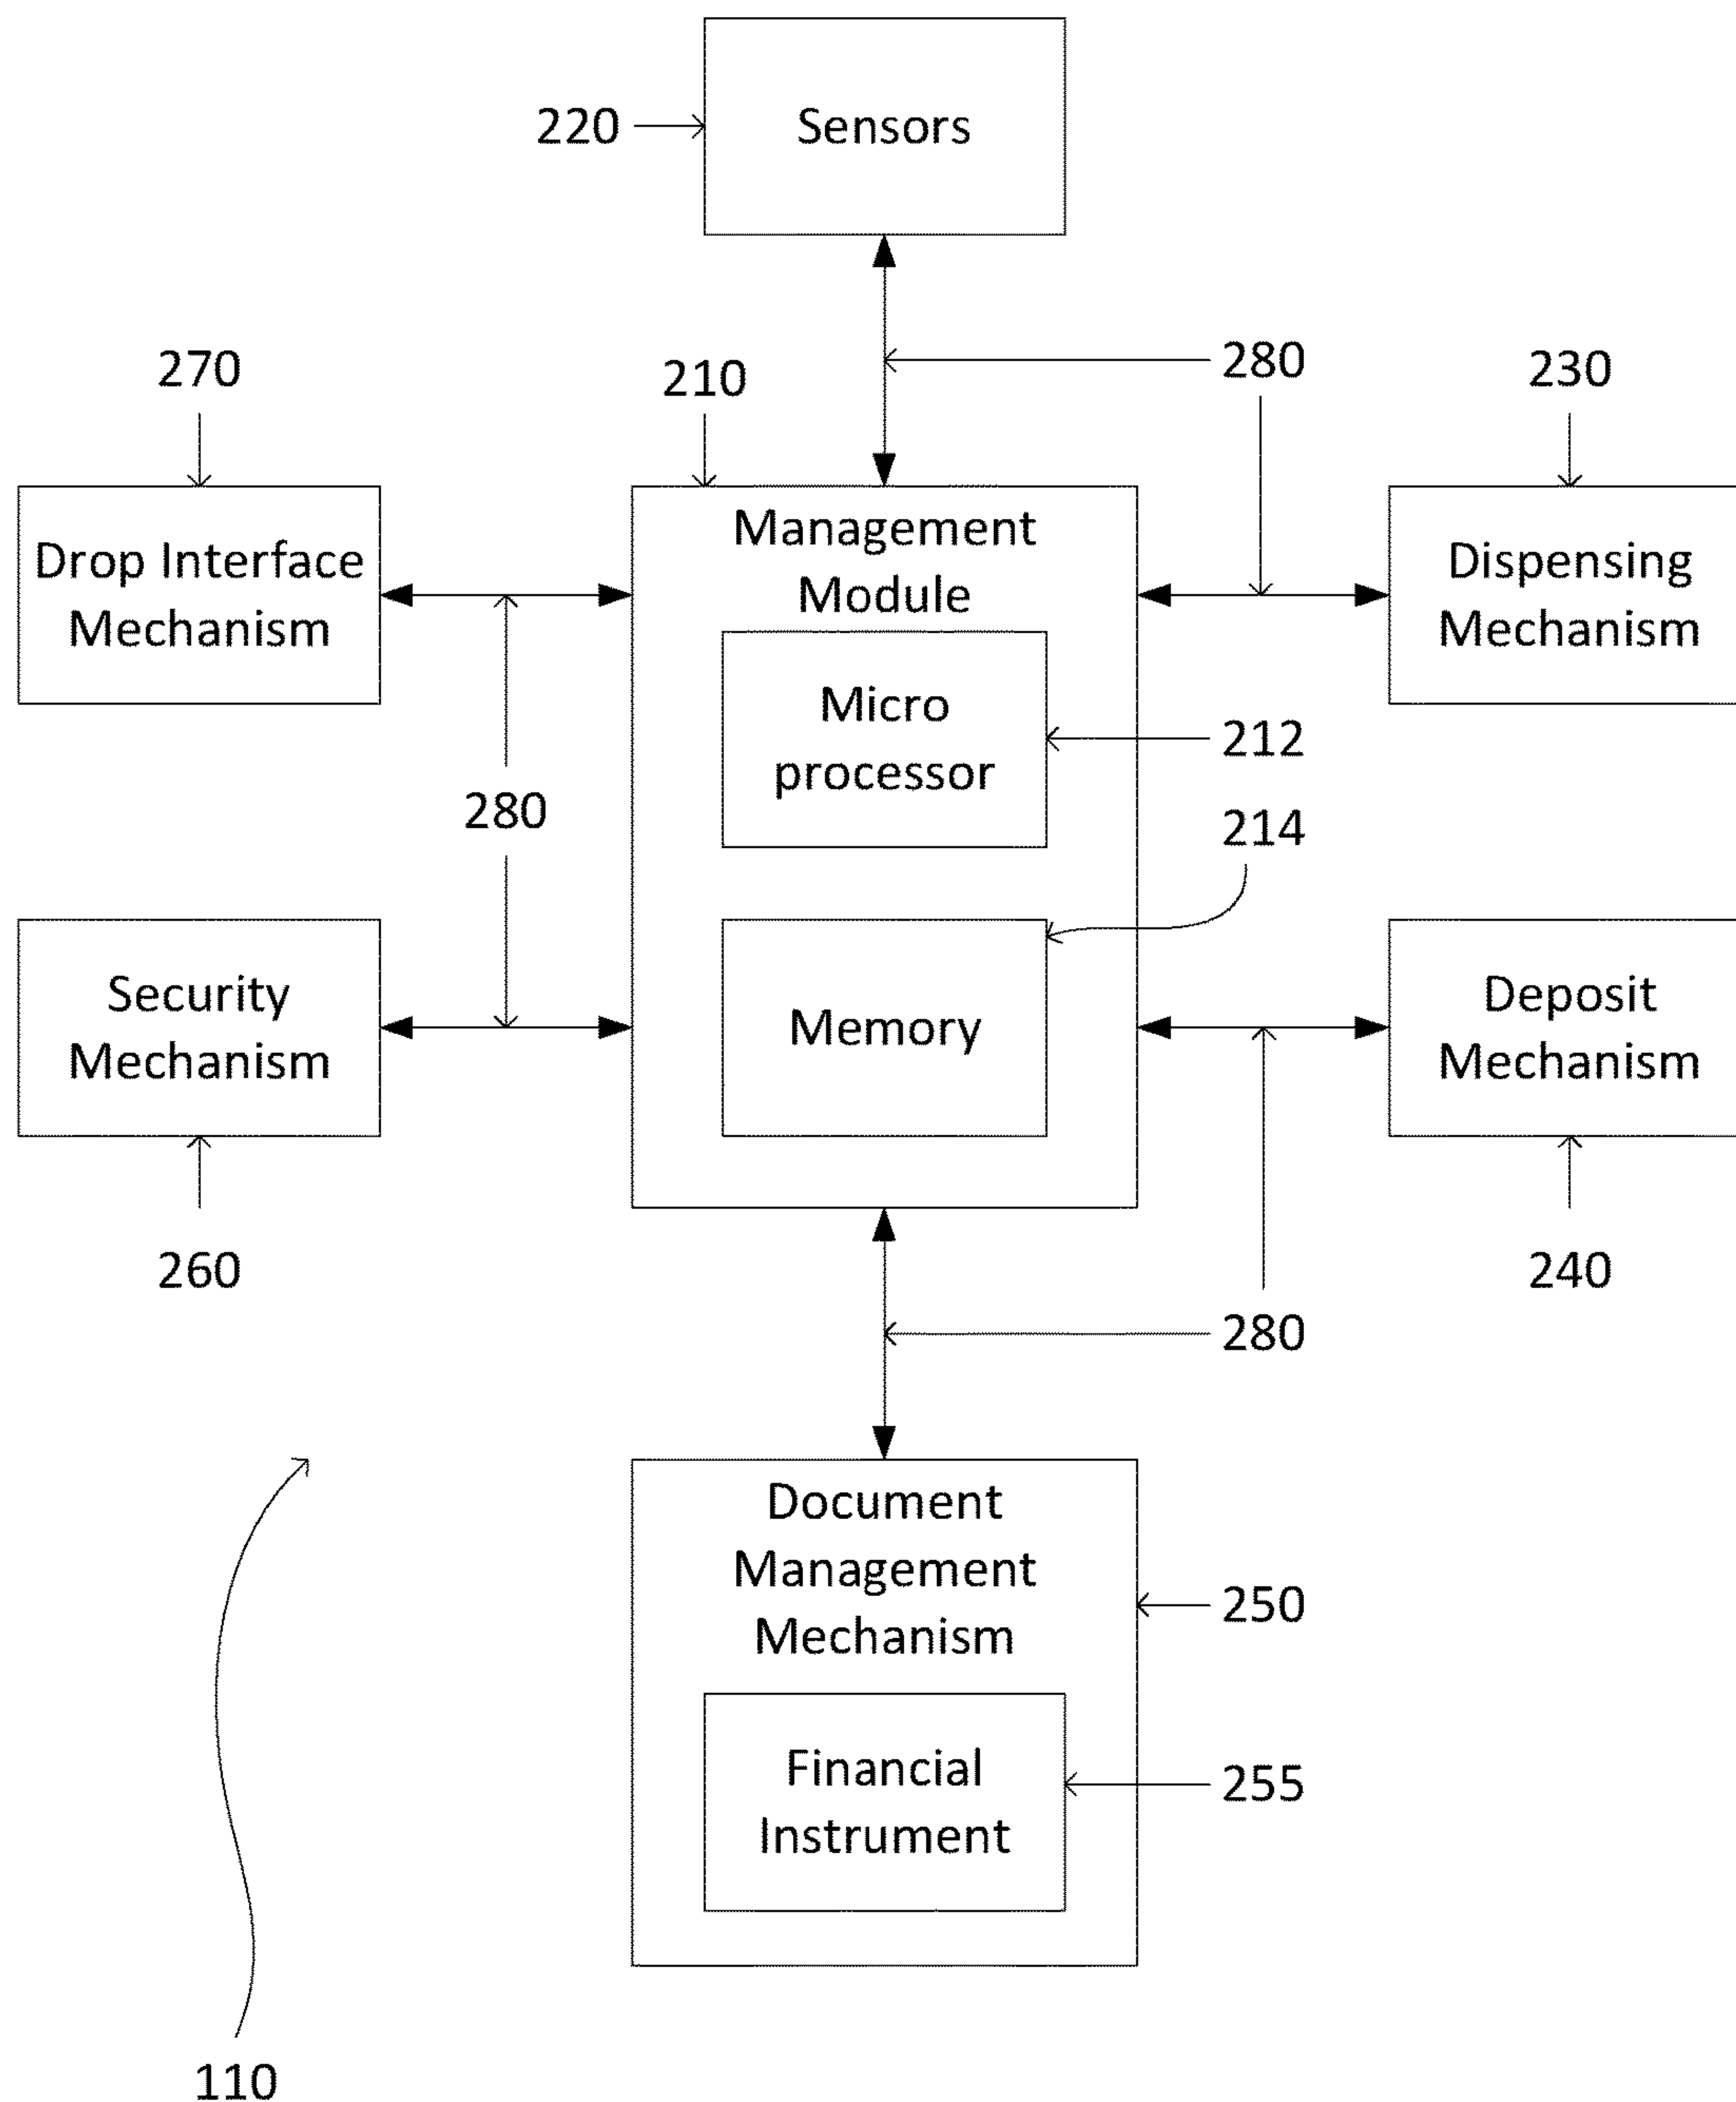 220
Sensors
270
210
280
230
Drop Interface
Mechanism
Management
Module
Dispensing
Mechanism
Micro
processor
212
280
214
Security
Mechanism
Memory
Deposit
Mechanism
260
240
280
Document
Management
Mechanism
250
Financial
Instrument
255
110